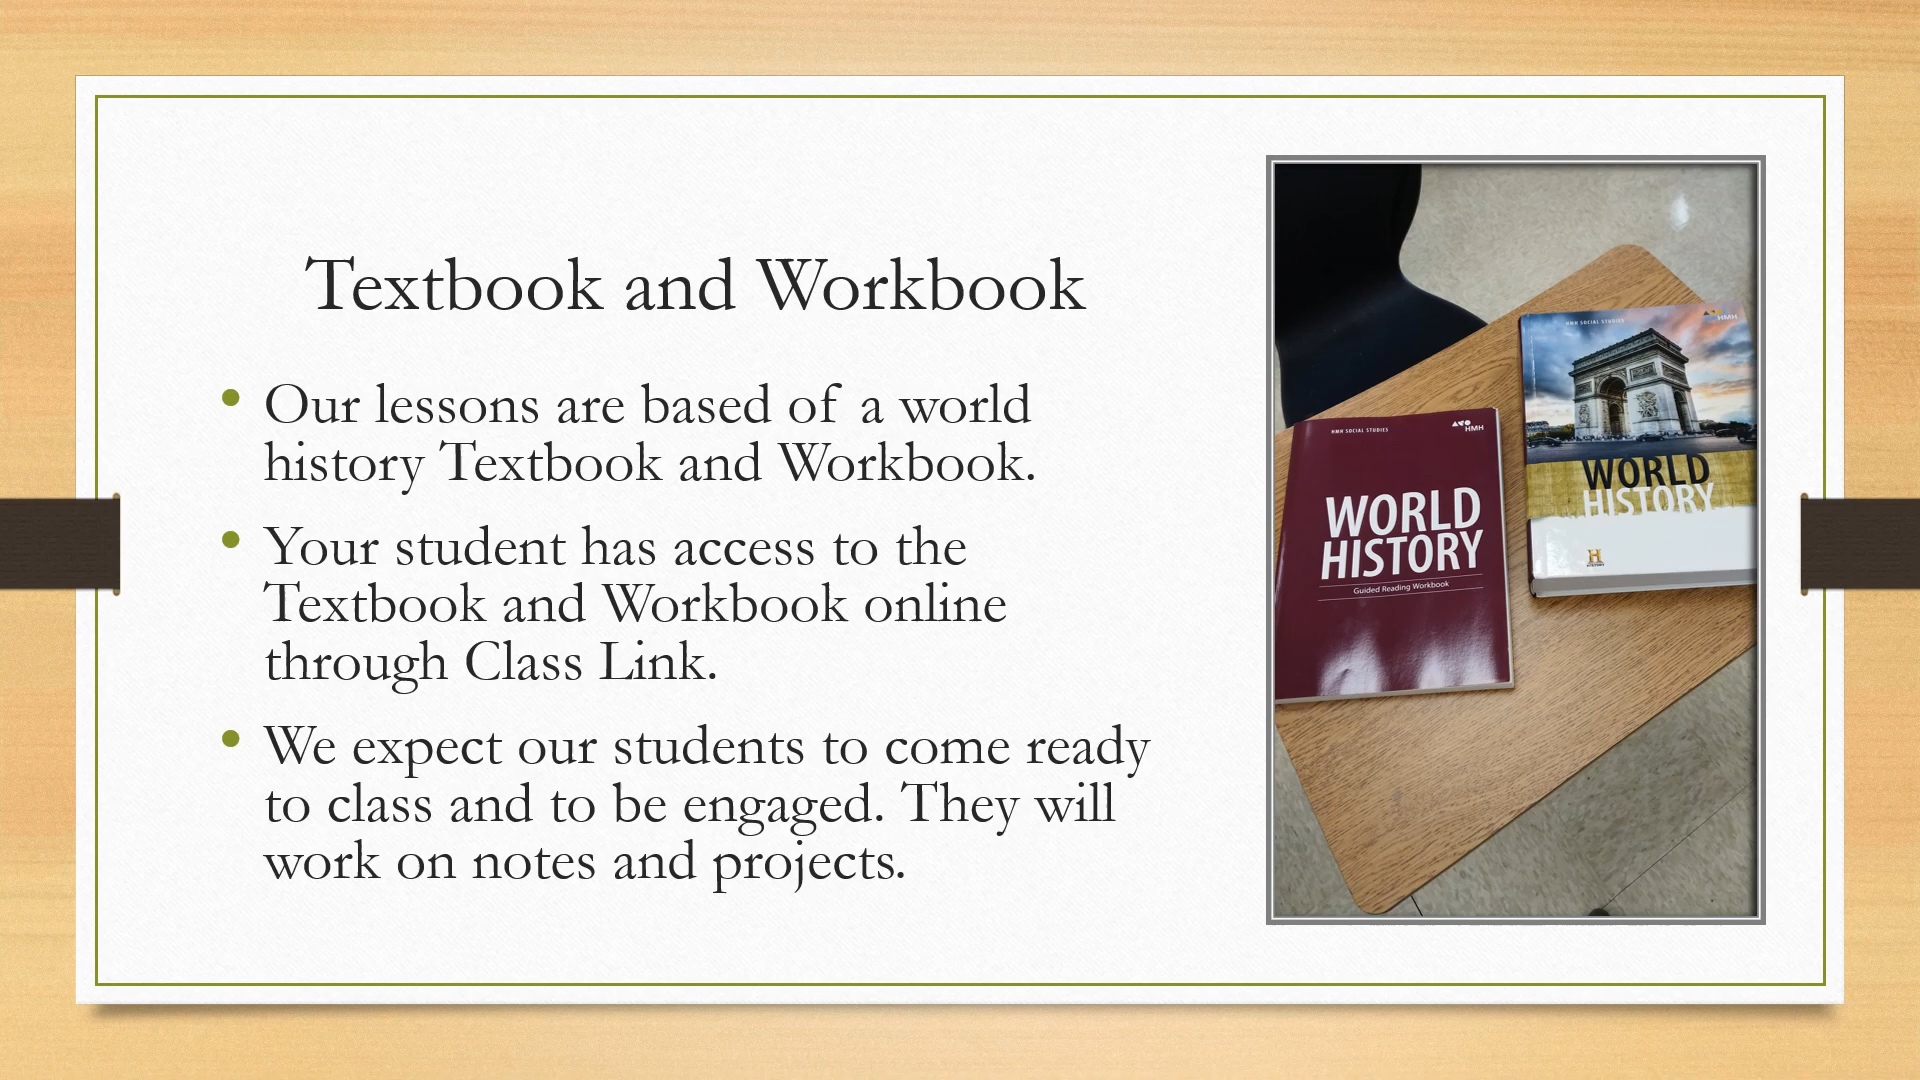 Textbook and Workbook
• Our lessons are based of a world
history Textbook and Workbook.
• Your student has access to the
Textbook and Workbook online
through Class Link.
• We expect our students to come ready
to class and to be engaged. They will
work on notes and projects.
HMH SOCIAL STUDIES
HMH
WORLD
HISTORY
H
HISTORY
HMH SOCIAL STUDIES
HMH
WORLD
HISTORY
Guided Reading Workbook